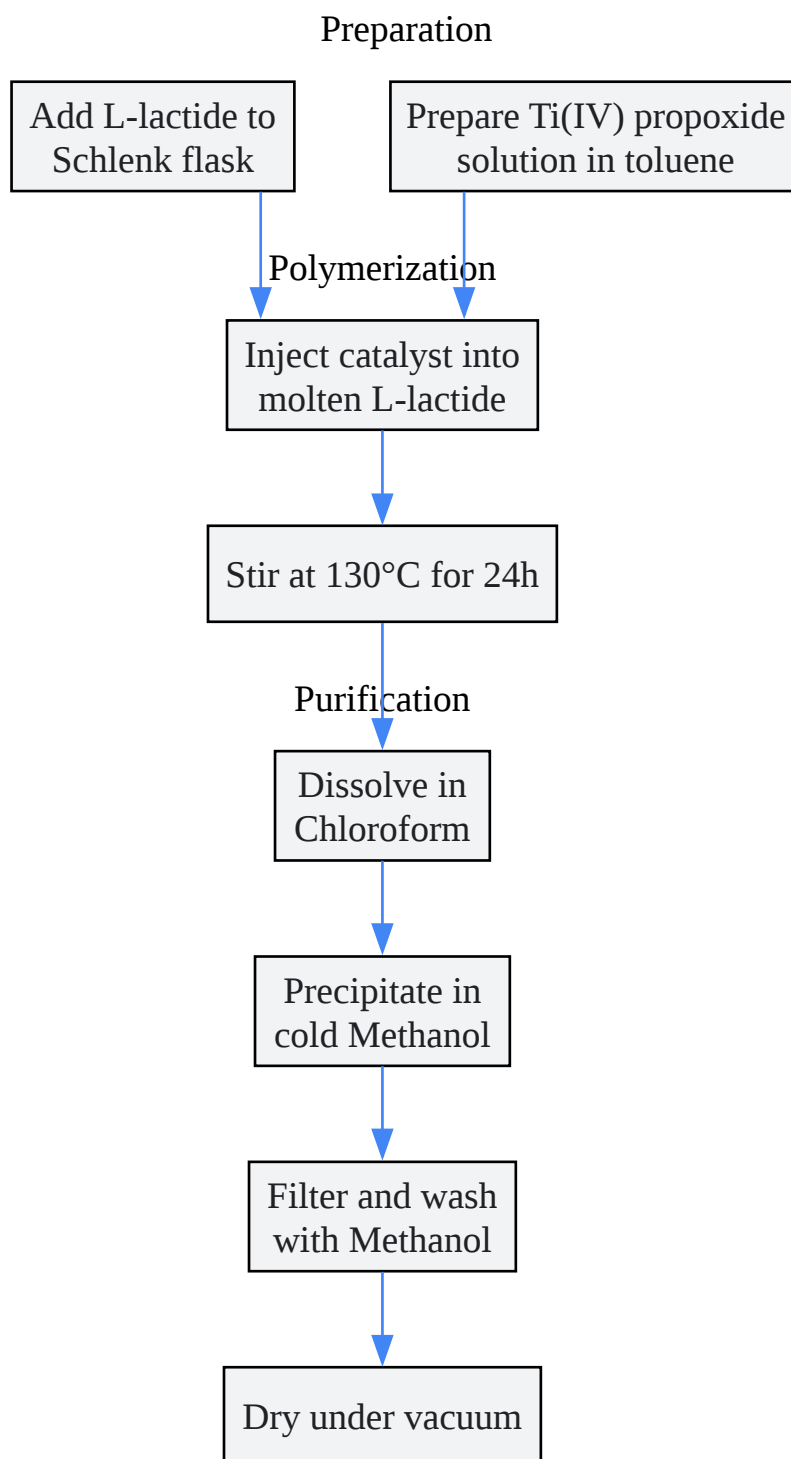 Preparation
Add L-lactide to
Schlenk flask
Prepare Ti(IV) propoxide
solution in toluene
Polymerization
Inject catalyst into
molten L-lactide
Stir at 130°C for 24h
Purification
Dissolve in
Chloroform
Precipitate in
cold Methanol
Filter and wash
with Methanol
Dry under vacuum